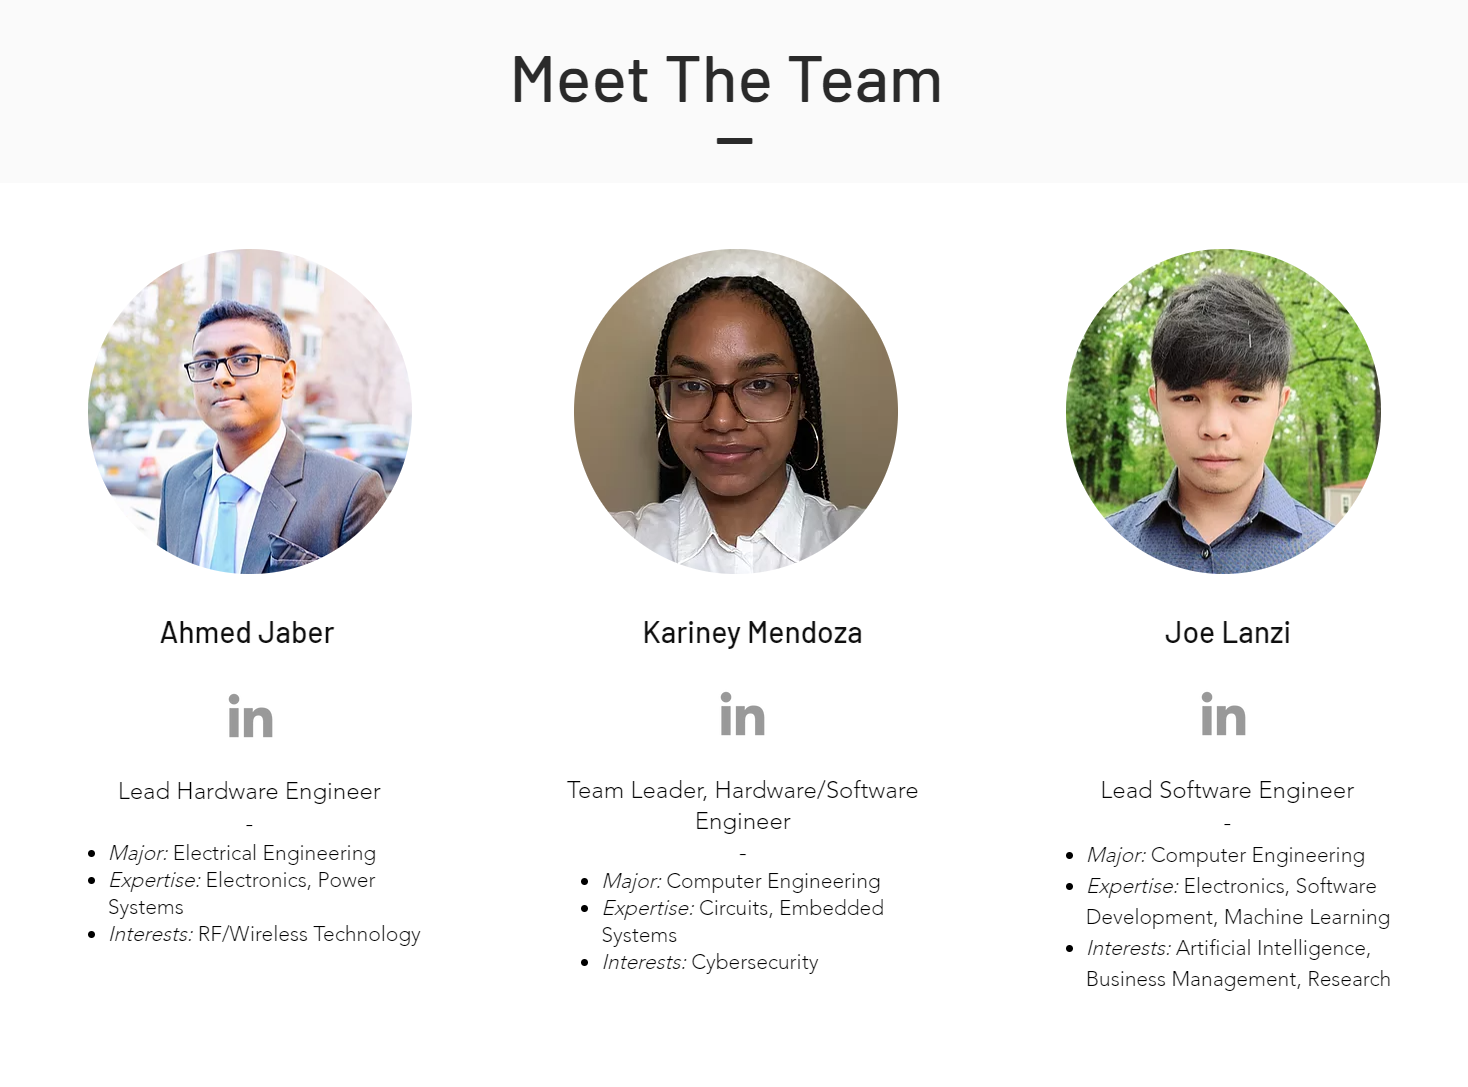 Meet The Team
Ahmed Jaber
in
Lead Hardware Engineer
-
Major: Electrical Engineering
Expertise: Electronics, Power
Systems
Interests: RF/Wireless Technology
Kariney Mendoza
in
Team Leader, Hardware/Software
Engineer
-
Major: Computer Engineering
Expertise: Circuits, Embedded
Systems
Interests: Cybersecurity
Joe Lanzi
in
Lead Software Engineer
-
Major: Computer Engineering
Expertise: Electronics, Software
Development, Machine Learning
Interests: Artificial Intelligence,
Business Management, Research